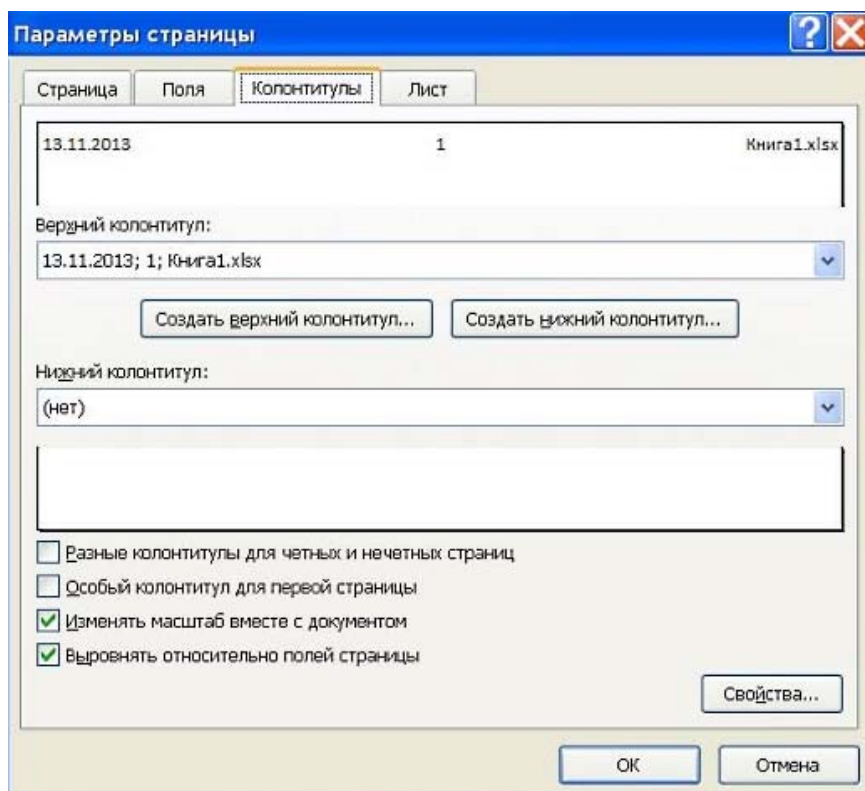 Параметры страницы
Страница Поля Колонтитулы Лист
13.11.2013 1 Книга1.xlsx
Верхний колонтитул:
13.11.2013; 1; Книга1.xlsx
Создать верхний колонтитул... Создать нижний колонтитул...
Нижний колонтитул:
(нет)
Разные колонтитулы для четных и нечетных страниц
Особый колонтитул для первой страницы
Изменять масштаб вместе с документом
Выровнять относительно полей страницы
Свойства...
ОК Отмена